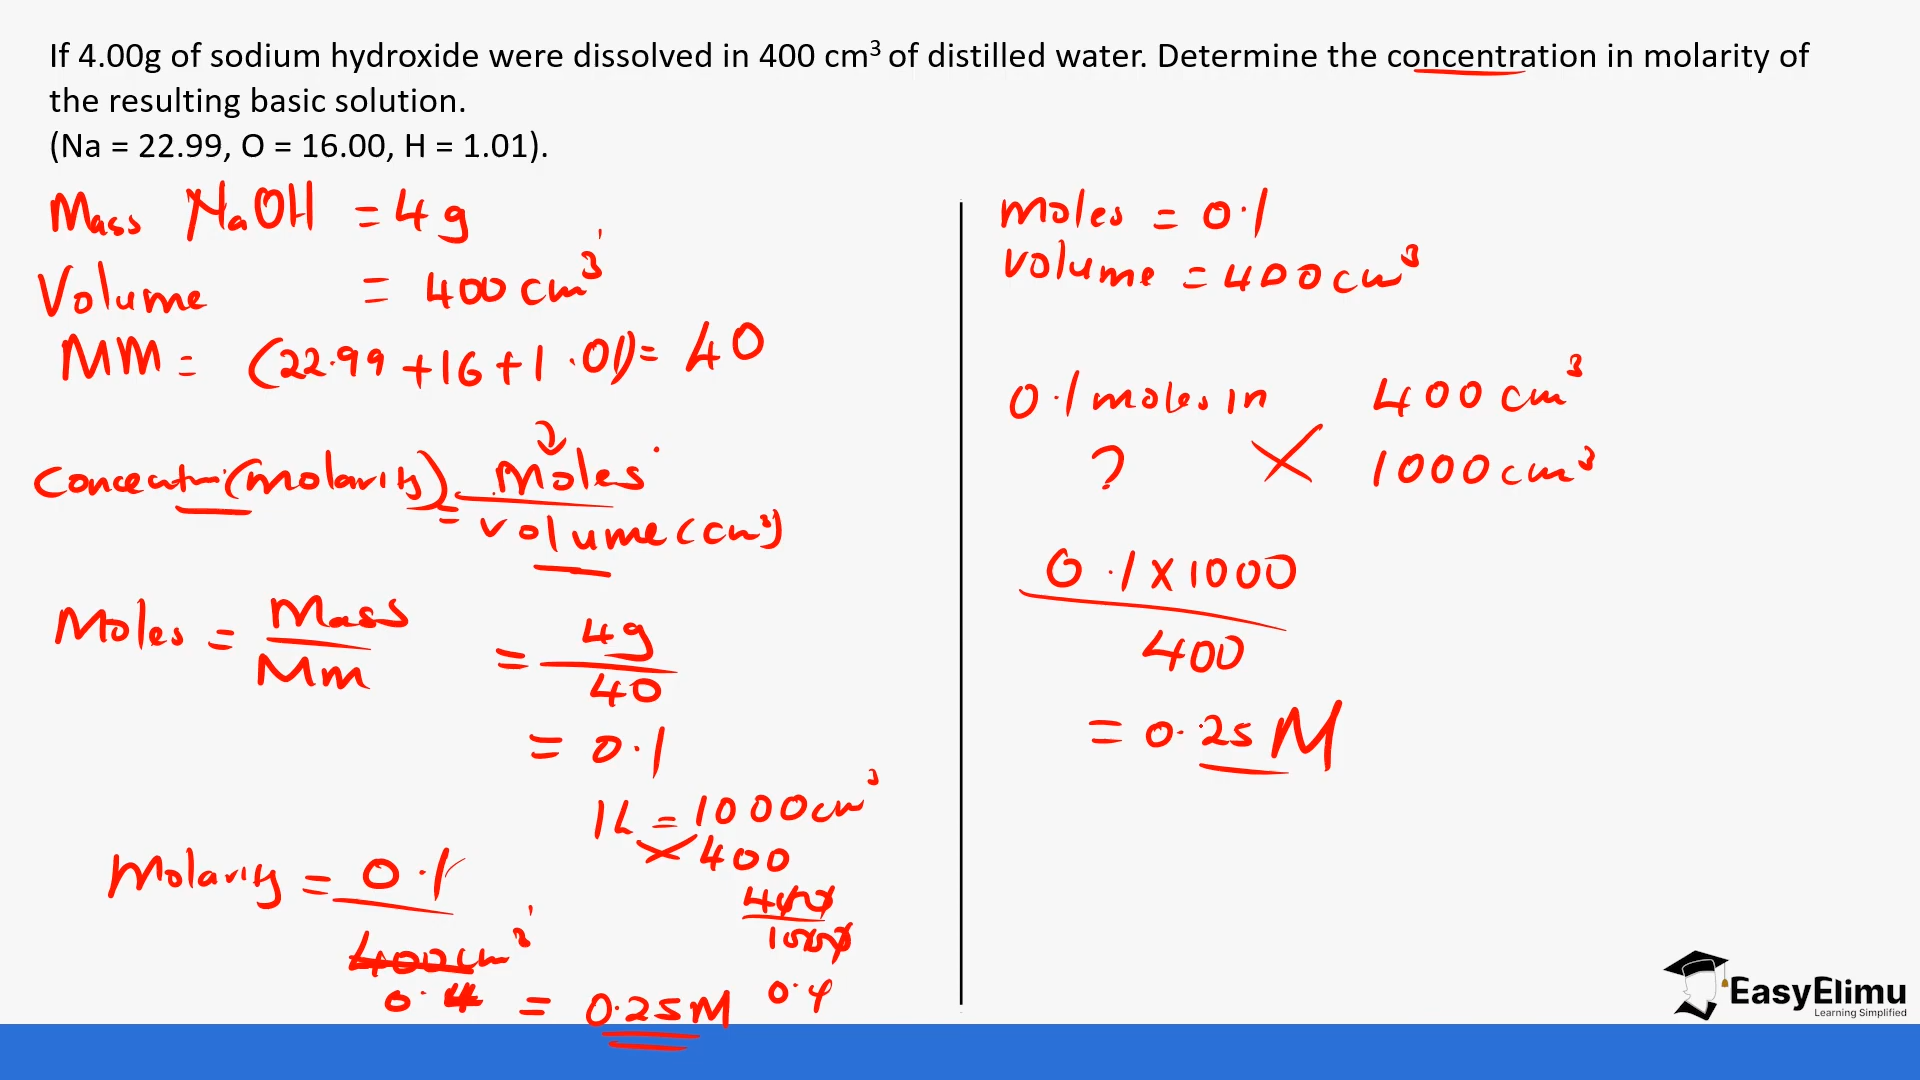 If 4.00g of sodium hydroxide were dissolved in 400 cm³ of distilled water. Determine the concentration in molarity of
the resulting basic solution.
(Na = 22.99, O = 16.00, H = 1.01).
Mass NaOH = 4g
Volume = 400 cm³
MM = (22.99 + 16 + 1.01) = 40
(molarity) = Moles
volume (cm³)
Moles = Mass = 4g
Mm 40
= 0.1
1L = 1000cm³
400
Molarity = 0.1
400
1000
400cm³
0.4 = 0.25M 0.4
moles = 0.1
volume = 400cm³
0.1 moles in 400 cm³
? 1000cm³
0.1 x 1000
400
= 0.25 M
EasyElimu
Learning Simplified